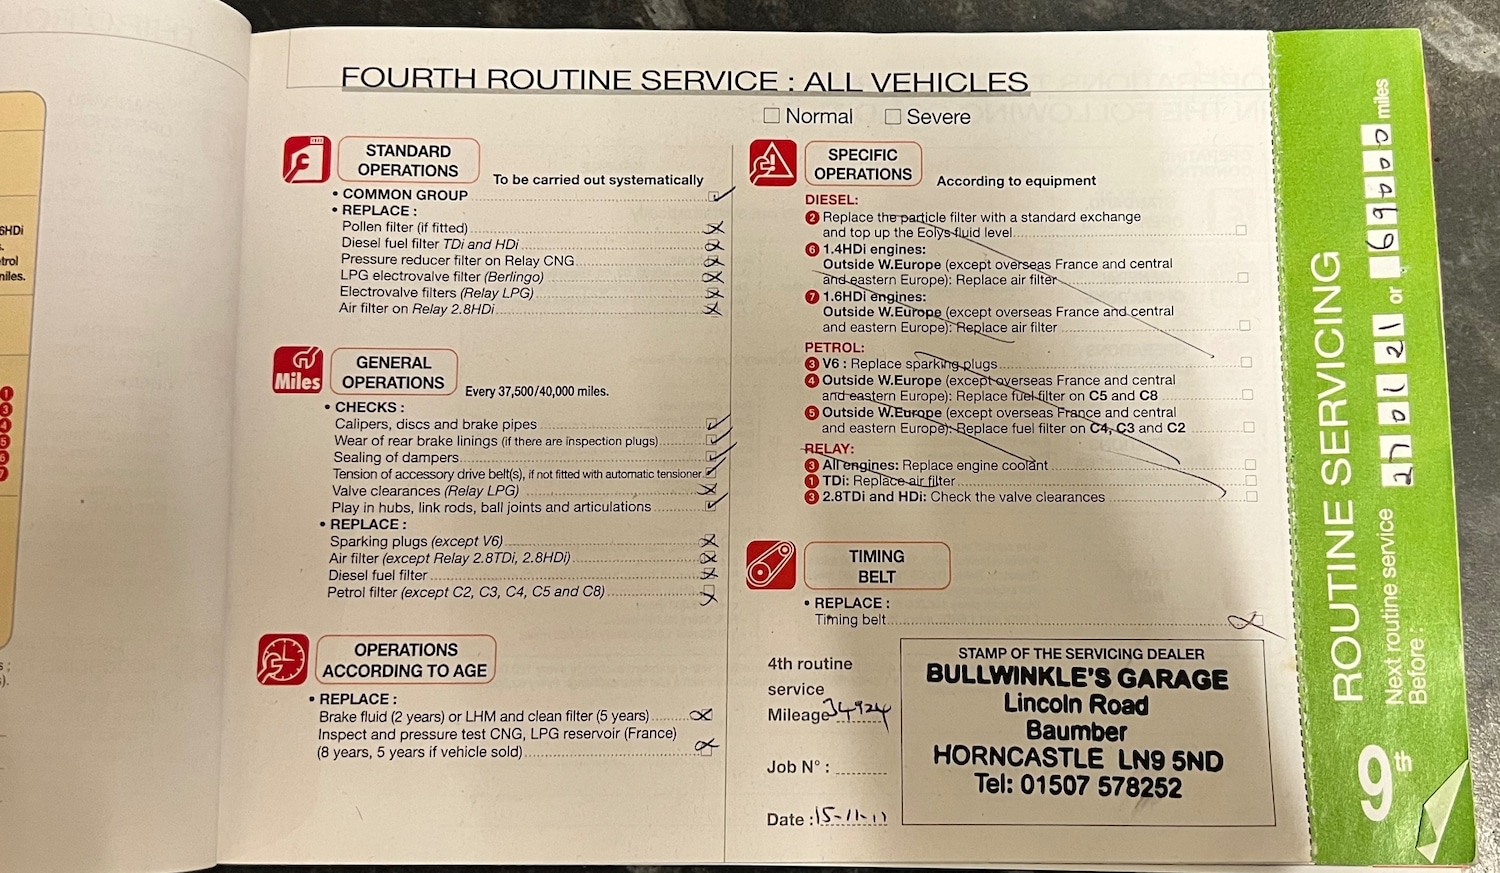 FOURTH ROUTINE SERVICE : ALL VEHICLES
Normal Severe
STANDARD
OPERATIONS
To be carried out systematically
• COMMON GROUP
• REPLACE :
Pollen filter (if fitted)
Diesel fuel filter TDi and HDi
Pressure reducer filter on Relay CNG
LPG electrovalve filter (Berlingo)
Electrovalve filters (Relay LPG)
Air filter on Relay 2.8HDi
Miles
GENERAL
OPERATIONS
Every 37,500/40,000 miles.
• CHECKS :
Calipers, discs and brake pipes
Wear of rear brake linings (if there are inspection plugs)
Sealing of dampers
Tension of accessory drive belt(s), if not fitted with automatic tensioner
Valve clearances (Relay LPG)
Play in hubs, link rods, ball joints and articulations
• REPLACE :
Sparking plugs (except V6)
Air filter (except Relay 2.8TDi, 2.8HDi)
Diesel fuel filter
Petrol filter (except C2, C3, C4, C5 and C8)
OPERATIONS
ACCORDING TO AGE
• REPLACE :
Brake fluid (2 years) or LHM and clean filter (5 years)
Inspect and pressure test CNG, LPG reservoir (France)
(8 years, 5 years if vehicle sold)
SPECIFIC
OPERATIONS
According to equipment
DIESEL:
2 Replace the particle filter with a standard exchange
and top up the Eolys fluid level
6 1.4HDi engines:
Outside W.Europe (except overseas France and central
and eastern Europe): Replace air filter
7 1.6HDi engines:
Outside W.Europe (except overseas France and central
and eastern Europe): Replace air filter
PETROL:
3 V6 : Replace sparking plugs
4 Outside W.Europe (except overseas France and central
and eastern Europe): Replace fuel filter on C5 and C8
5 Outside W.Europe (except overseas France and central
and eastern Europe): Replace fuel filter on C4, C3 and C2
RELAY:
3 All engines: Replace engine coolant
1 TDi: Replace air filter
3 2.8TDi and HDi: Check the valve clearances
TIMING
BELT
• REPLACE :
Timing belt
4th routine
service
Mileage 34924
Job N° :
Date : 15-11-11
STAMP OF THE SERVICING DEALER
BULLWINKLE'S GARAGE
Lincoln Road
Baumber
HORNCASTLE LN9 5ND
Tel: 01507 578252
9th ROUTINE SERVICING
Next routine service
Before : 270121 or 69000 miles
6HDi
trol
miles.
1
3
4
5
6
7